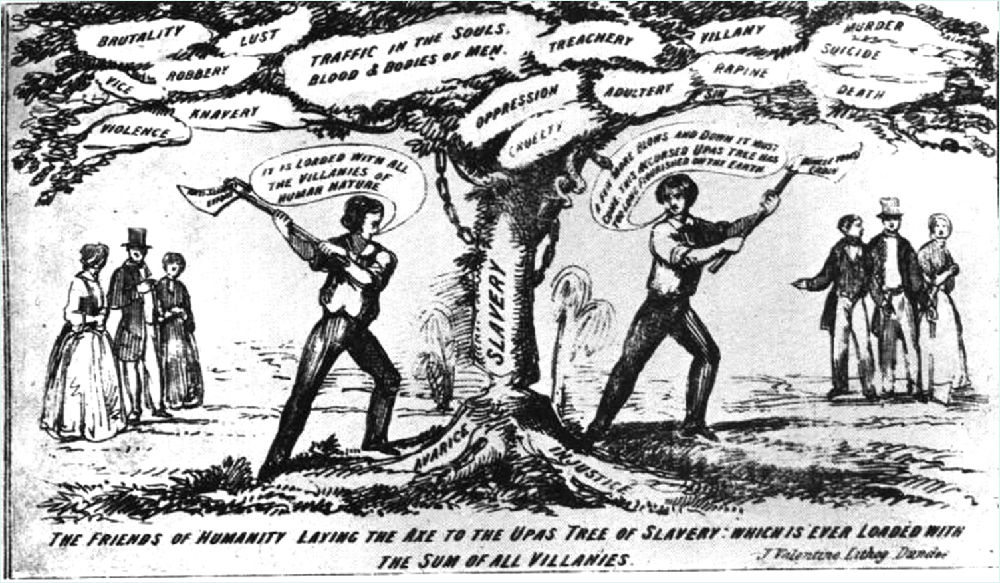 BRUTALITY
LUST
TRAFFIC IN THE SOULS,
BLOOD & BODIES OF MEN.
TREACHERY
VILLANY
MURDER
SUICIDE
DEATH
VICE
ROBBERY
RAPINE
OPPRESSION
ADULTERY
SIN
KNAVERY
VIOLENCE
CRUELTY
IT IS LOADED WITH ALL
THE VILLANIES OF
HUMAN NATURE
A FEW MORE BLOWS AND DOWN IT MUST
COME, THIS ACCURSED UPAS TREE HAS
TOO LONG FLOURISHED ON THE EARTH
UNCLE TOM'S
CABIN
SLAVERY
AVARICE
INJUSTICE
THE FRIENDS OF HUMANITY LAYING THE AXE TO THE UPAS TREE OF SLAVERY: WHICH IS EVER LOADED WITH
THE SUM OF ALL VILLANIES.
J Valentine Lithog Dundee